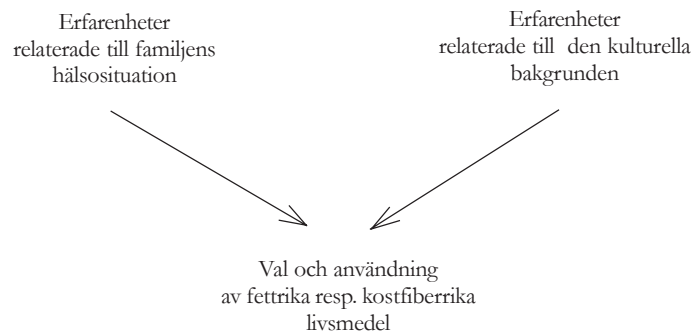 Erfarenheter
relaterade till familjens
hälsosituation
Erfarenheter
relaterade till den kulturella
bakgrunden
Val och användning
av fettrika resp. kostfiberrika
livsmedel